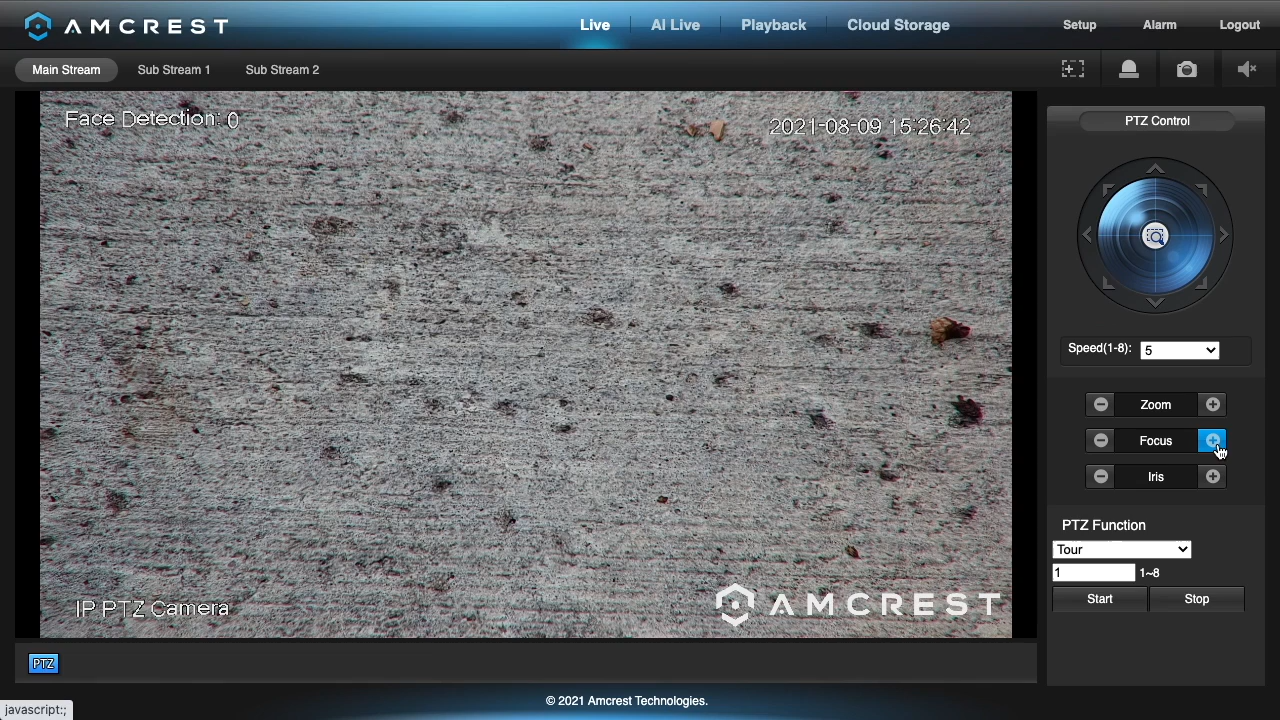 AMCREST
Live
AI Live
Playback
Cloud Storage
Setup
Alarm
Logout
Main Stream
Sub Stream 1
Sub Stream 2
Face Detection: 0
2021-08-09 15:26:42
PTZ Control
Speed(1-8):
5
Zoom
Focus
Iris
PTZ Function
Tour
1
1~8
Start
Stop
IP PTZ Camera
AMCREST
PTZ
© 2021 Amcrest Technologies.
javascript:;